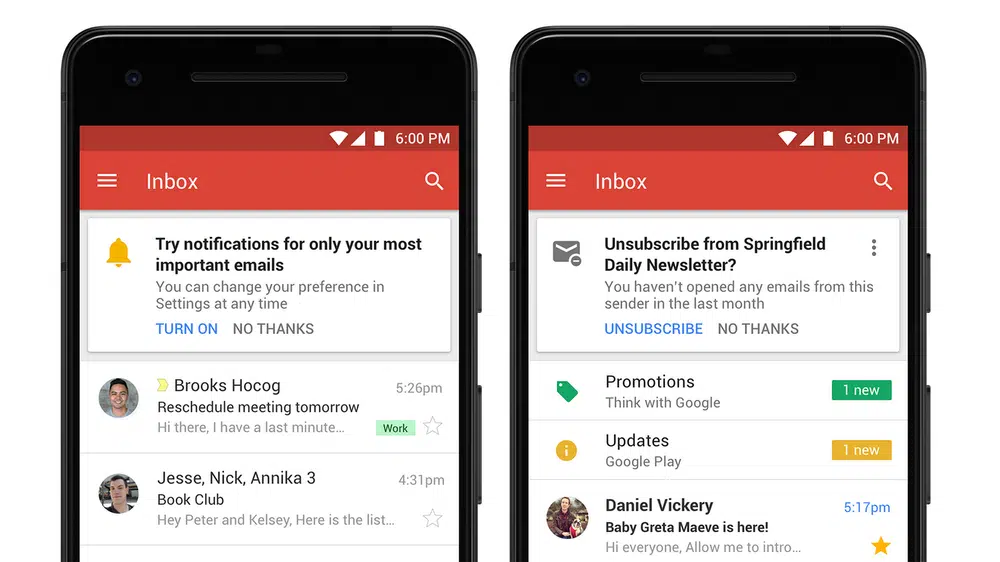 6:00 PM
Inbox
Try notifications for only your most
important emails
You can change your preference in
Settings at any time
TURN ON NO THANKS
Brooks Hocog 5:26pm
Reschedule meeting tomorrow
Hi there, I have a last minute... Work
Jesse, Nick, Annika 3 4:31pm
Book Club
Hey Peter and Kelsey, Here is the list...
6:00 PM
Inbox
Unsubscribe from Springfield
Daily Newsletter?
You haven't opened any emails from this
sender in the last month
UNSUBSCRIBE NO THANKS
Promotions 1 new
Think with Google
Updates 1 new
Google Play
Daniel Vickery 5:17pm
Baby Greta Maeve is here!
Hi everyone, Allow me to intro...